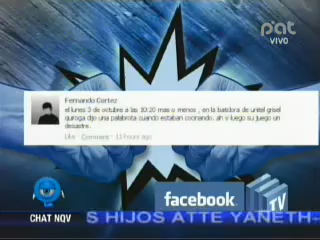 pat
VIVO
Fernando Cortez
el lunes 3 de octubre a las 10:20 mas o menos , en la batidora de unitel grisel
quiroga dijo una palabrota cuando estaban cocinando. ah y luego su juego un
desastre.
Like · Comment · 11 hours ago
facebook
TV
CHAT NQV
S HIJOS ATTE YANETH-